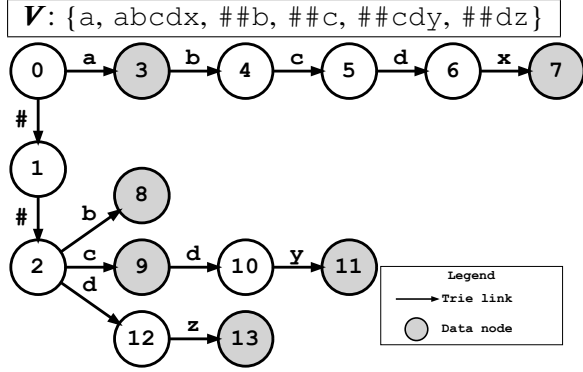 V: {a, abcdx, ##b, ##c, ##cdy, ##dz}
0 a 3 b 4 c 5 d 6 x 7
#
1
#
8
b
2 c 9 d 10 y 11
d
12 z 13
Legend
Trie link
Data node